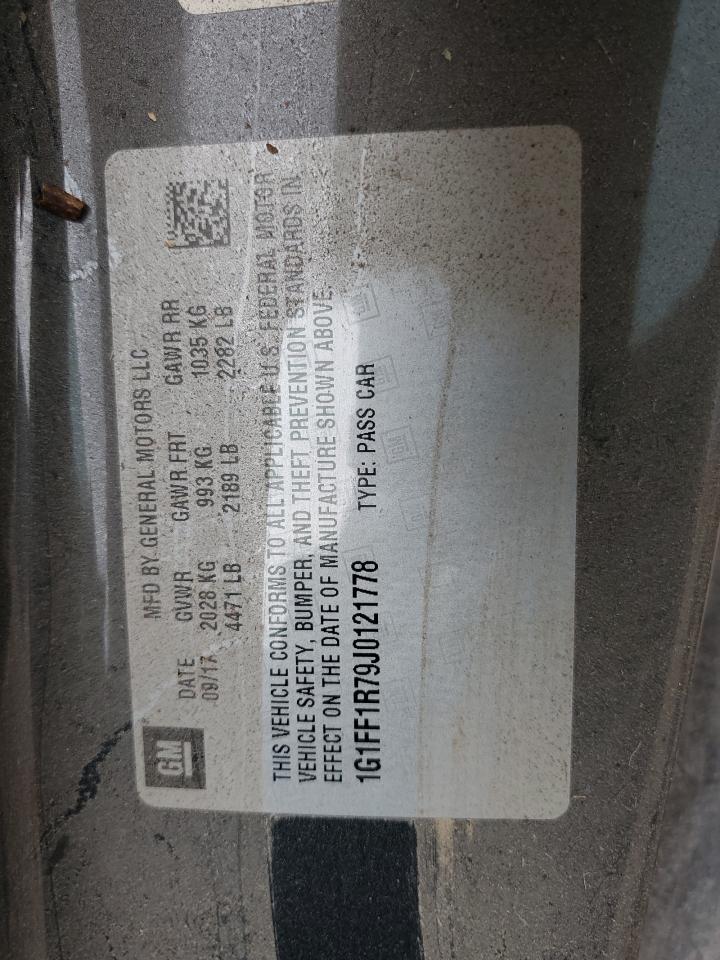 GM
MFD BY GENERAL MOTORS LLC
DATE GVWR GAWR FRT GAWR RR
09/17 2028 KG 993 KG 1035 KG
4471 LB 2189 LB 2282 LB
THIS VEHICLE CONFORMS TO ALL APPLICABLE U.S. FEDERAL MOTOR
VEHICLE SAFETY, BUMPER, AND THEFT PREVENTION STANDARDS IN
EFFECT ON THE DATE OF MANUFACTURE SHOWN ABOVE.
1G1FF1R79J0121778 TYPE: PASS CAR